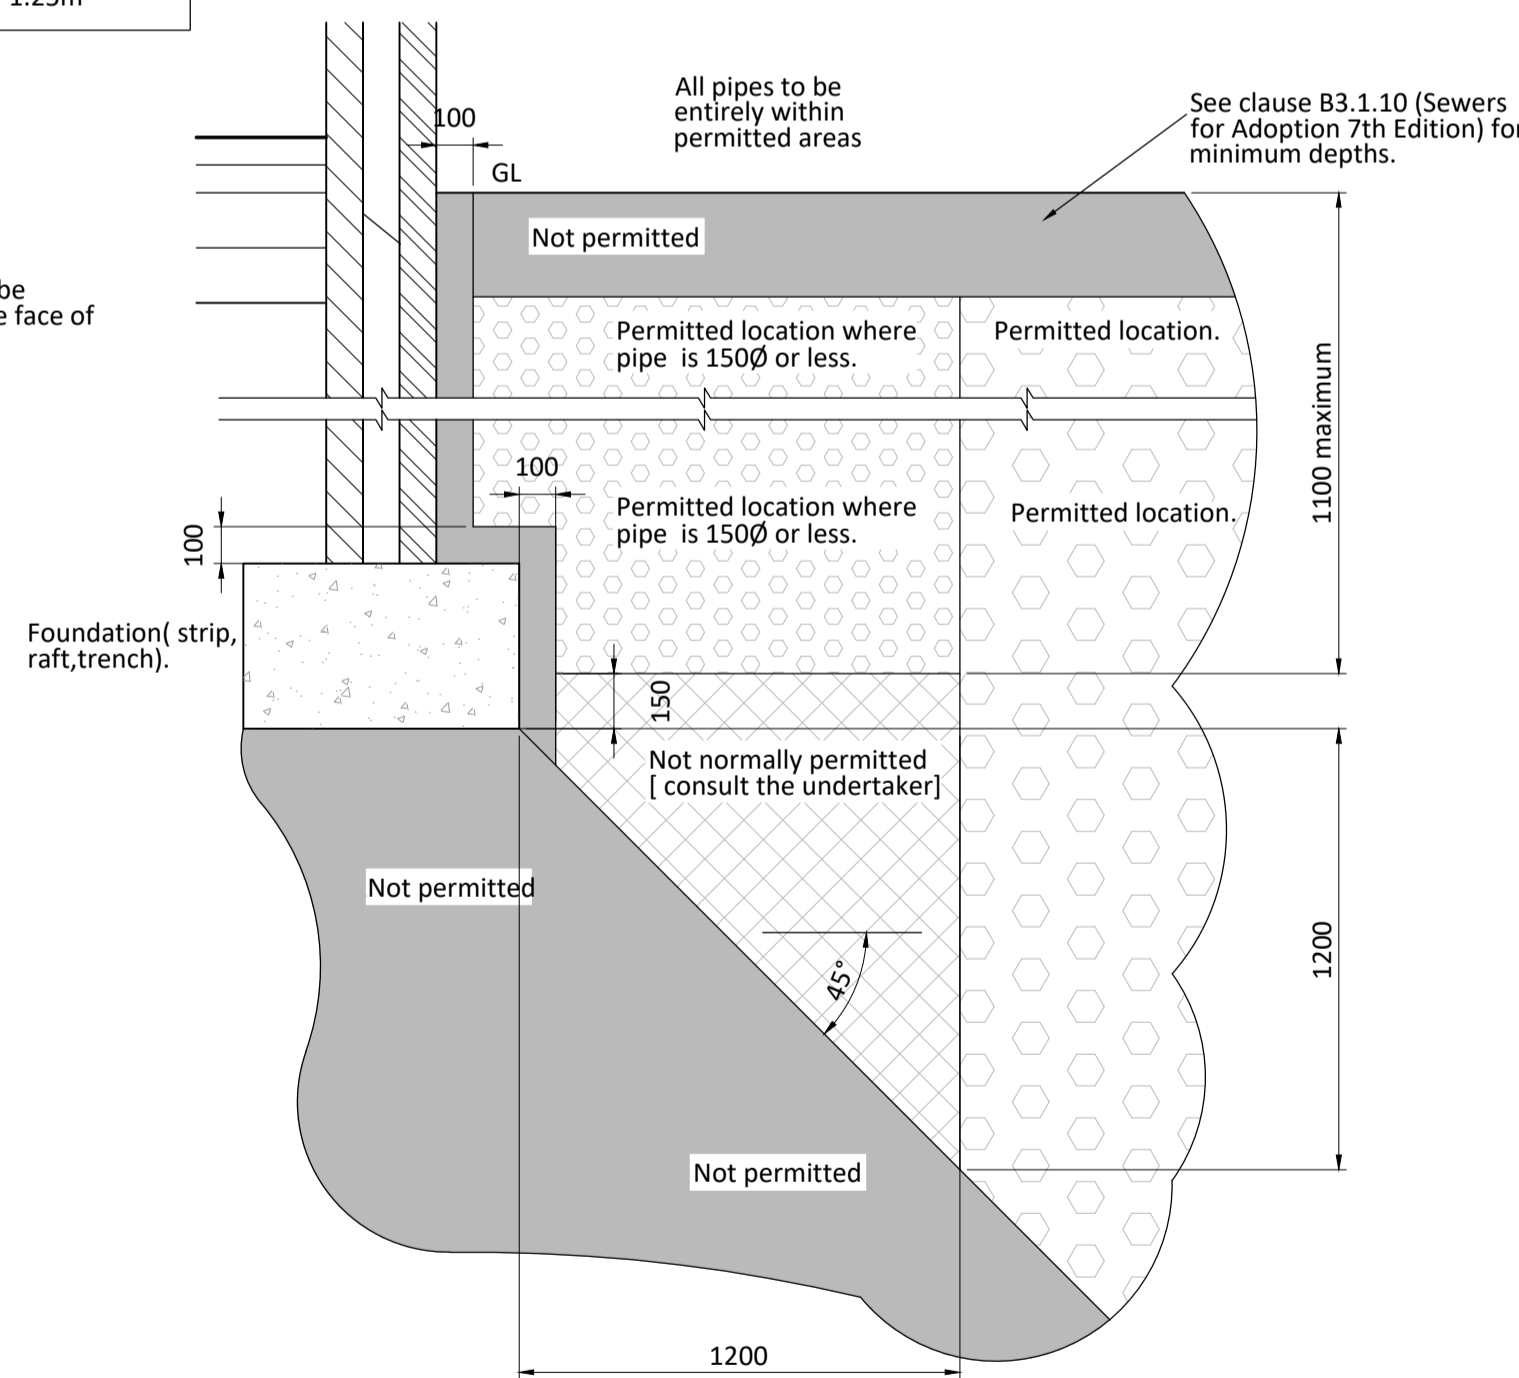 1.25m
100
All pipes to be
entirely within
permitted areas
See clause B3.1.10 (Sewers
for Adoption 7th Edition) for
minimum depths.
GL
Not permitted
be
face of
Permitted location where
pipe is 150Ø or less.
Permitted location.
1100 maximum
100
100
Permitted location where
pipe is 150Ø or less.
Permitted location.
Foundation( strip,
raft,trench).
150
Not normally permitted
[ consult the undertaker]
Not permitted
45°
1200
Not permitted
1200